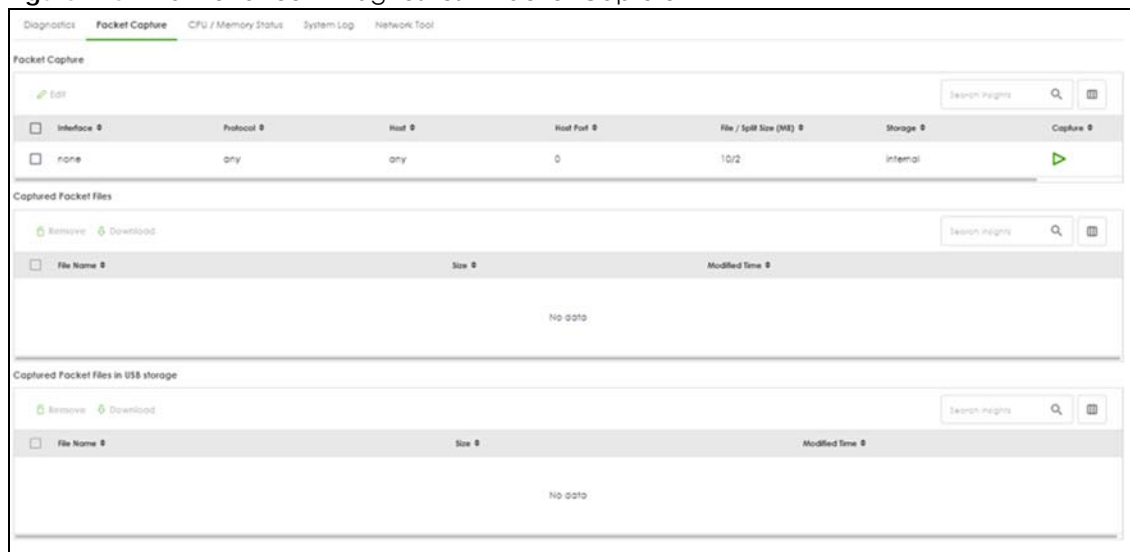 Diagnostics Packet Capture CPU / Memory Status System Log Network Tool
Packet Capture
Edit
Search insights
Interface Protocol Host Host Port File / Split Size (MB) Storage Capture
none any any 0 10/2 internal
Captured Packet Files
Remove Download
Search insights
File Name Size Modified Time
No data
Captured Packet Files in USB storage
Remove Download
Search insights
File Name Size Modified Time
No data